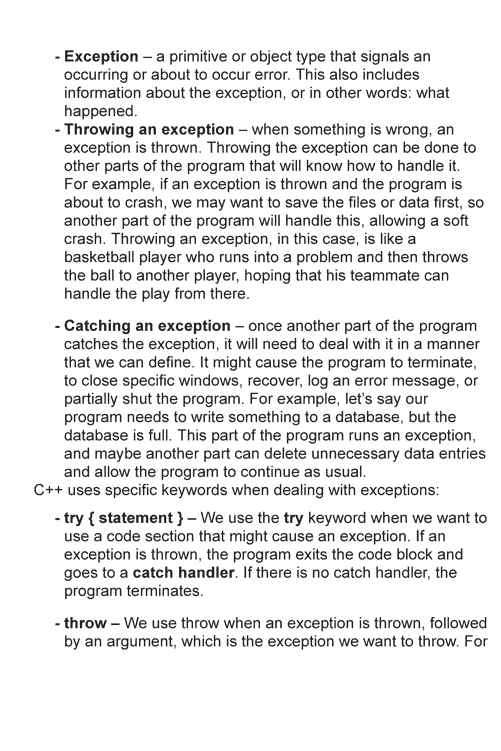 - Exception – a primitive or object type that signals an
occurring or about to occur error. This also includes
information about the exception, or in other words: what
happened.
- Throwing an exception – when something is wrong, an
exception is thrown. Throwing the exception can be done to
other parts of the program that will know how to handle it.
For example, if an exception is thrown and the program is
about to crash, we may want to save the files or data first, so
another part of the program will handle this, allowing a soft
crash. Throwing an exception, in this case, is like a
basketball player who runs into a problem and then throws
the ball to another player, hoping that his teammate can
handle the play from there.
- Catching an exception – once another part of the program
catches the exception, it will need to deal with it in a manner
that we can define. It might cause the program to terminate,
to close specific windows, recover, log an error message, or
partially shut the program. For example, let’s say our
program needs to write something to a database, but the
database is full. This part of the program runs an exception,
and maybe another part can delete unnecessary data entries
and allow the program to continue as usual.
C++ uses specific keywords when dealing with exceptions:
- try { statement } – We use the try keyword when we want to
use a code section that might cause an exception. If an
exception is thrown, the program exits the code block and
goes to a catch handler. If there is no catch handler, the
program terminates.
- throw – We use throw when an exception is thrown, followed
by an argument, which is the exception we want to throw. For